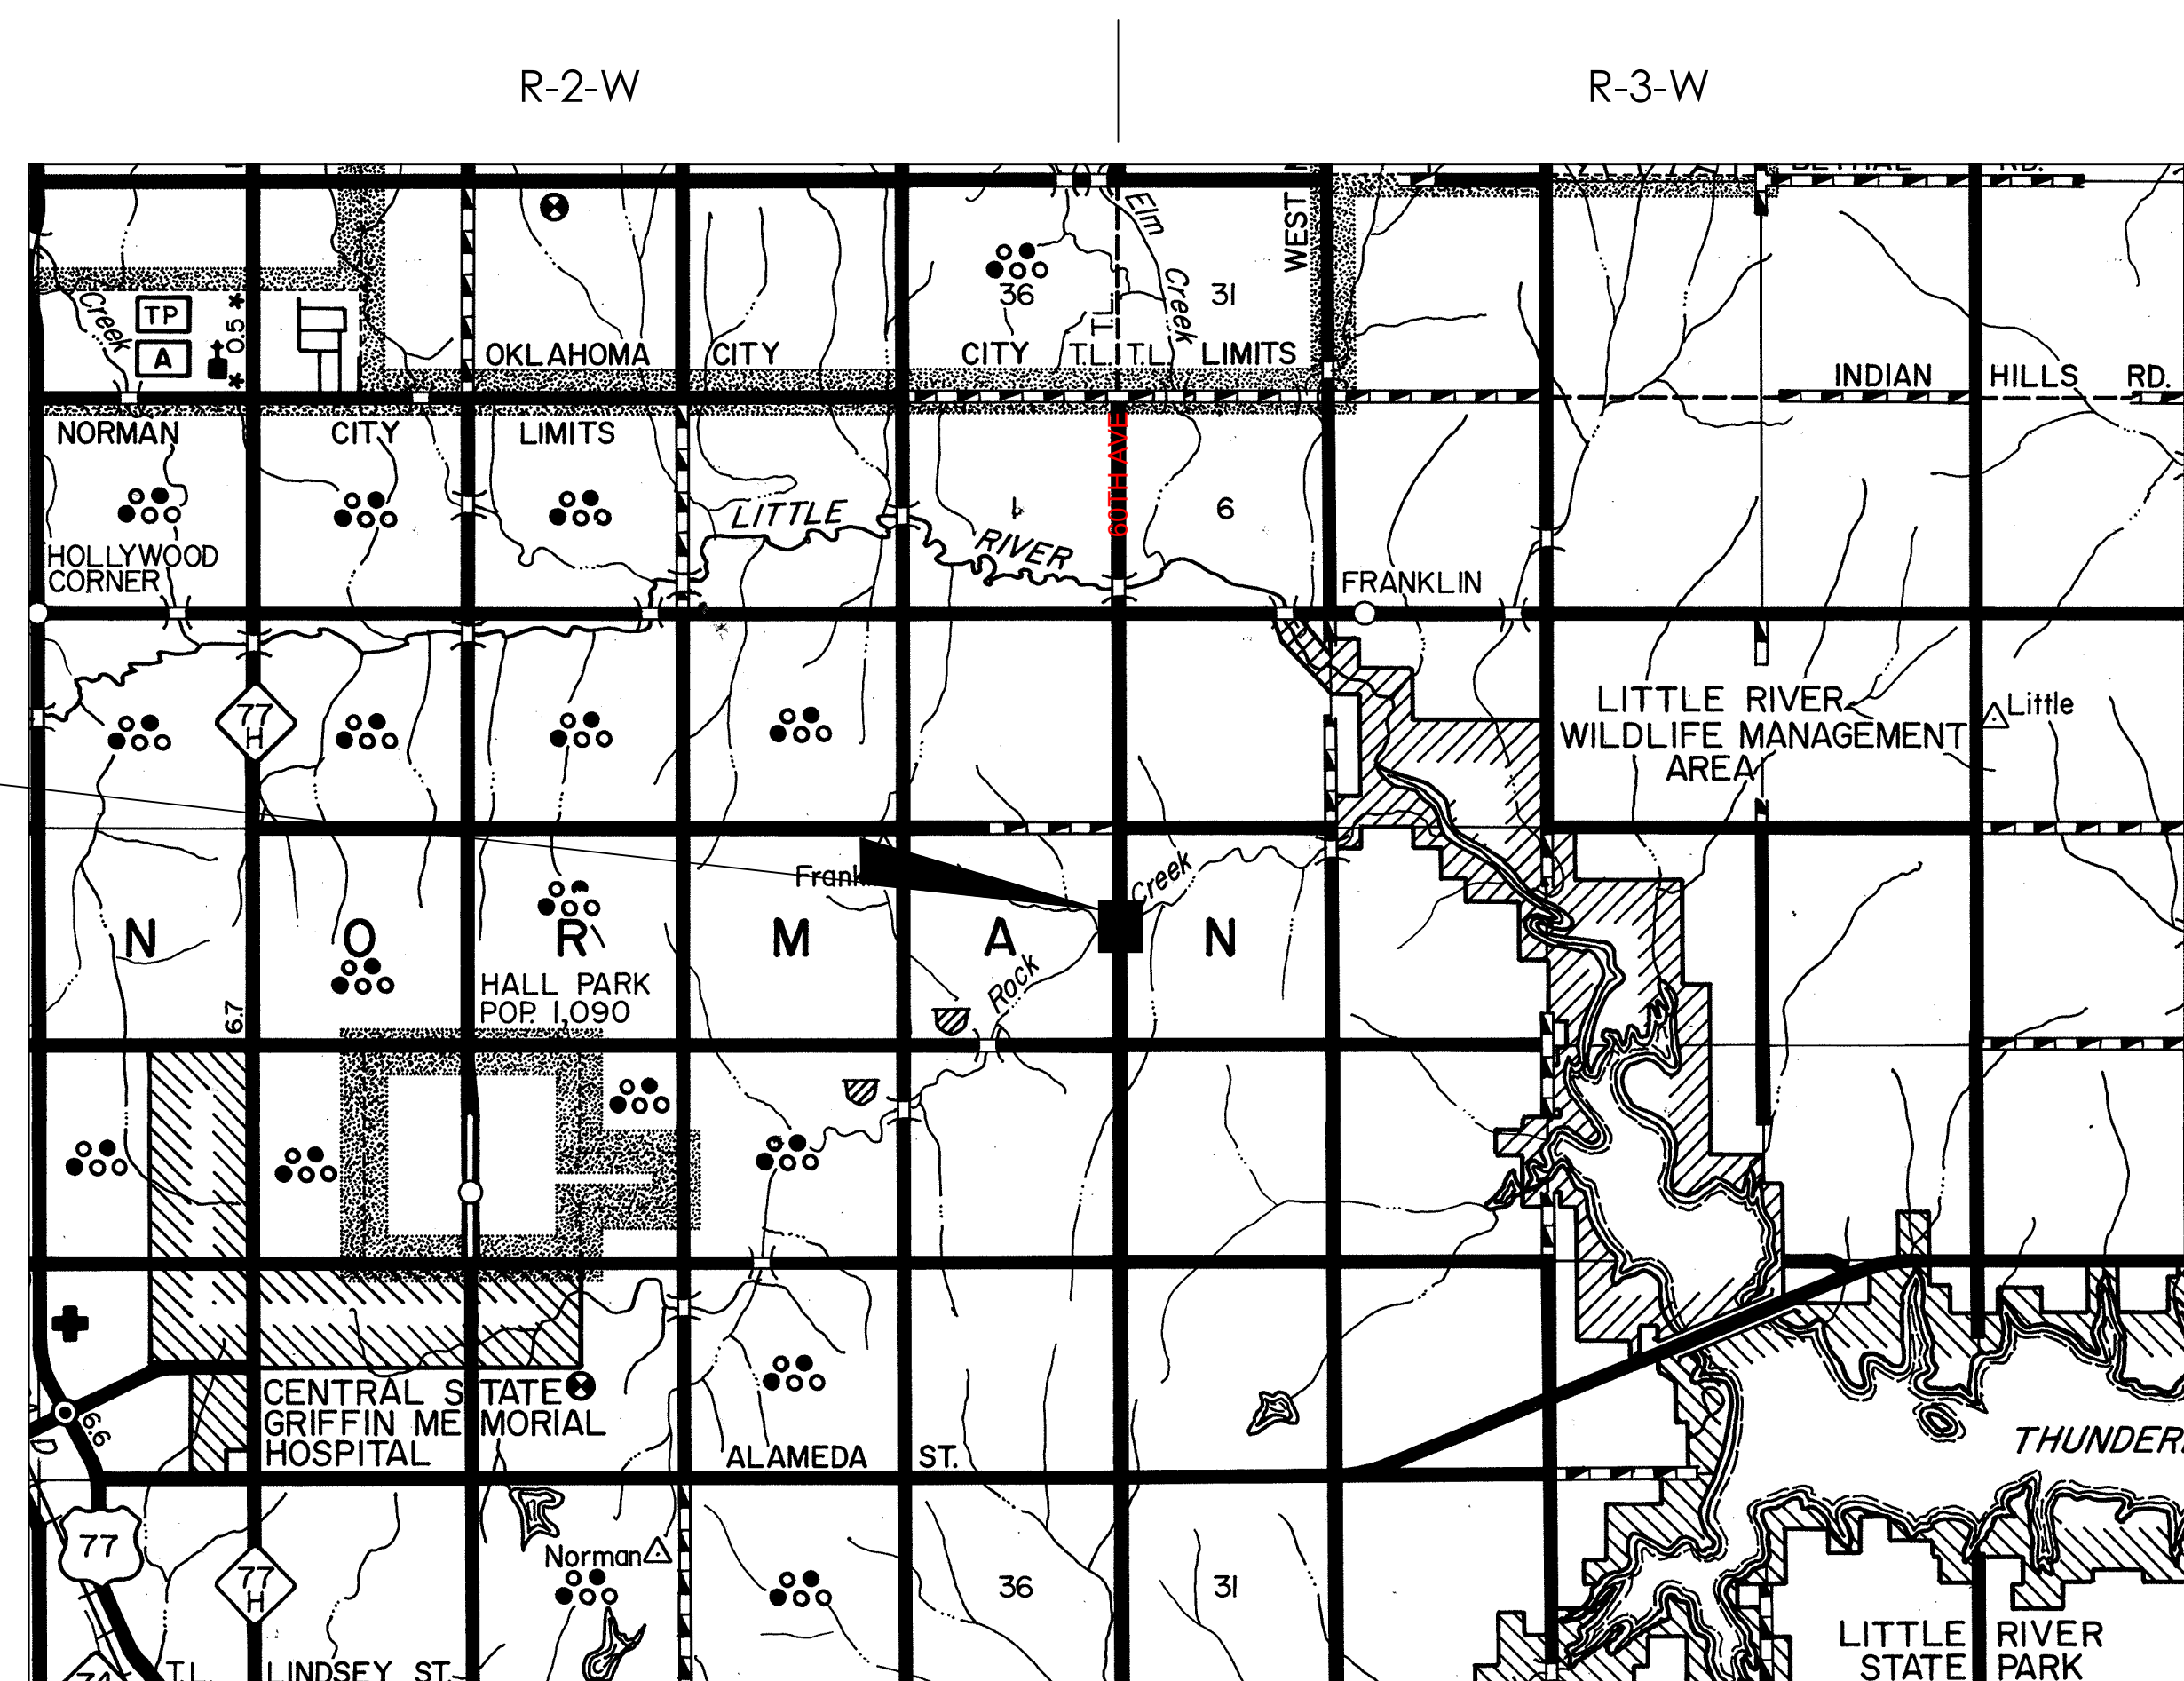 R-2-W
R-3-W
RD.
WEST
Elm
Creek
36
31
TP
A
0.5
Creek
T.L.
OKLAHOMA CITY
CITY T.L. T.L. LIMITS
INDIAN HILLS RD.
NORMAN CITY LIMITS
60TH AVE
1
6
LITTLE RIVER
HOLLYWOOD
CORNER
FRANKLIN
77
H
LITTLE RIVER
WILDLIFE MANAGEMENT
AREA
Little
Creek
N O R M A N
Rock
6.7
HALL PARK
POP. 1,090
CENTRAL STATE
GRIFFIN MEMORIAL
HOSPITAL
6.6
ALAMEDA ST.
77
77
H
Norman
36
31
T.L.
LINDSEY ST.
LITTLE RIVER
STATE PARK